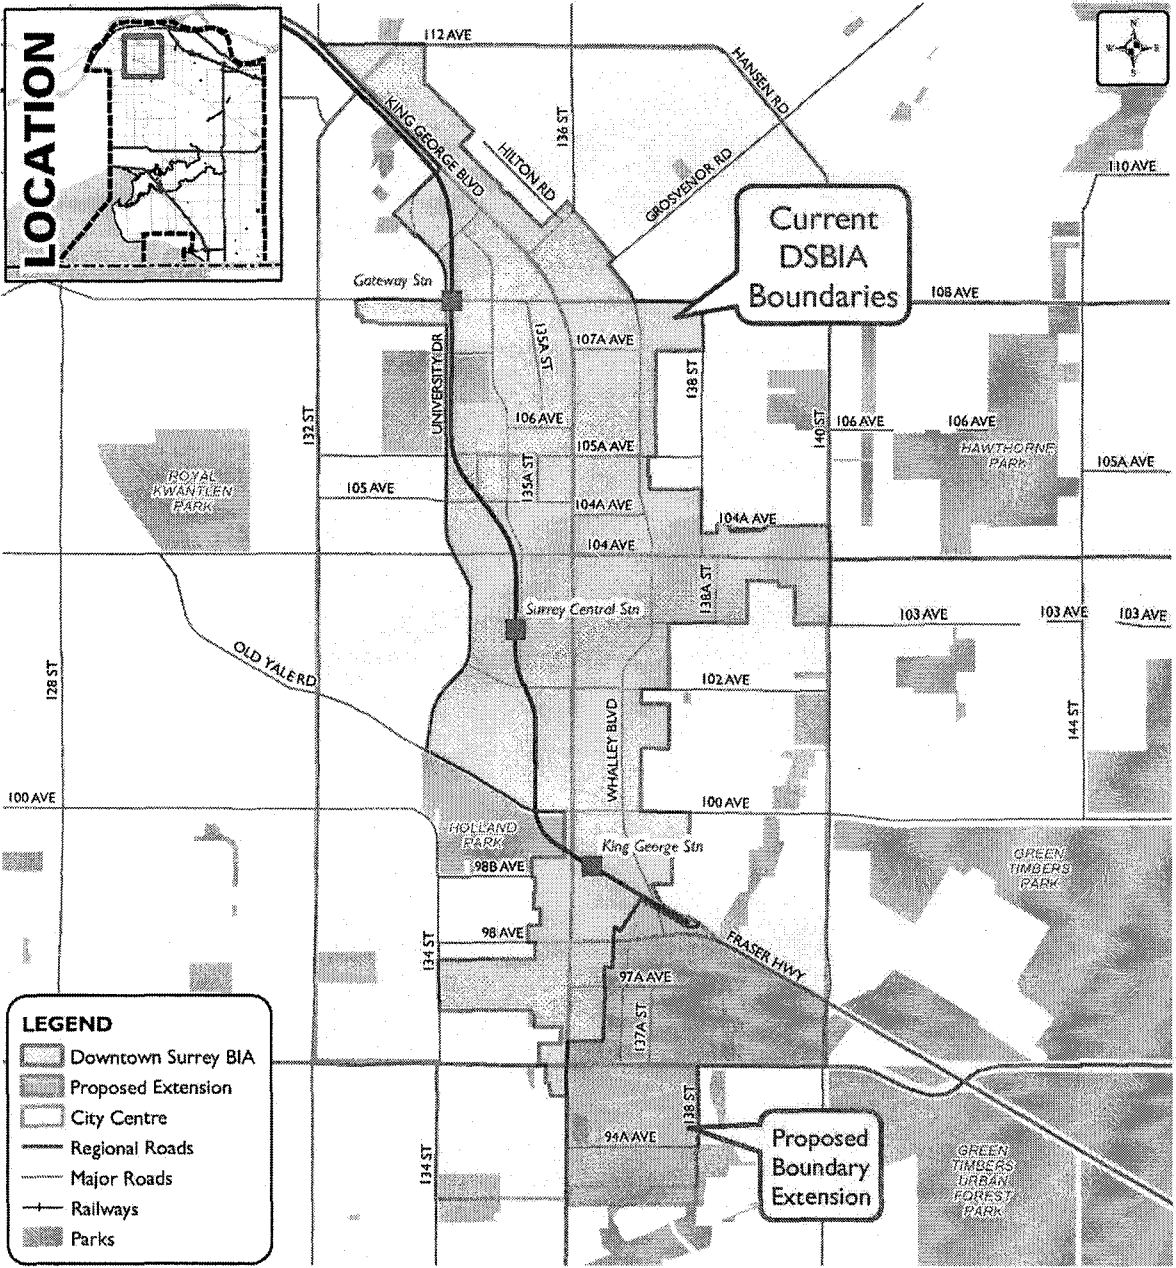 LOCATION
112 AVE
N
W
E
S
HANSEN RD
KING GEORGE BLVD
136 ST
HILTON RD
GROSVENOR RD
110 AVE
Current
DSBIA
Boundaries
Gateway Stn
108 AVE
135A ST
107A AVE
UNIVERSITY DR
138 ST
132 ST
106 AVE
140 ST
106 AVE
106 AVE
HAWTHORNE
PARK
105A AVE
105A AVE
ROYAL
KWANTLEN
PARK
135A ST
105 AVE
104A AVE
104A AVE
104 AVE
138A ST
Surrey Central Stn
103 AVE
103 AVE
103 AVE
OLD YALE RD
128 ST
102 AVE
WHALLEY BLVD
144 ST
100 AVE
100 AVE
HOLLAND
PARK
King George Stn
98B AVE
GREEN
TIMBERS
PARK
98 AVE
134 ST
FRASER HWY
97A AVE
137A ST
LEGEND
Downtown Surrey BIA
Proposed Extension
City Centre
Regional Roads
Major Roads
Railways
Parks
138 ST
94A AVE
134 ST
Proposed
Boundary
Extension
GREEN
TIMBERS
URBAN
FOREST
PARK